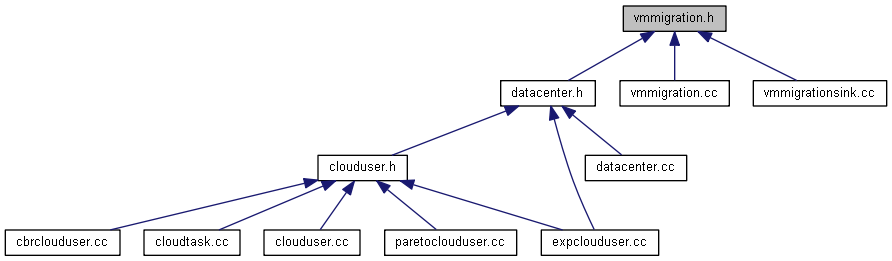 vmmigration.h
datacenter.h
vmmigration.cc
vmmigrationsink.cc
clouduser.h
datacenter.cc
cbrclouduser.cc
cloudtask.cc
clouduser.cc
paretoclouduser.cc
expclouduser.cc